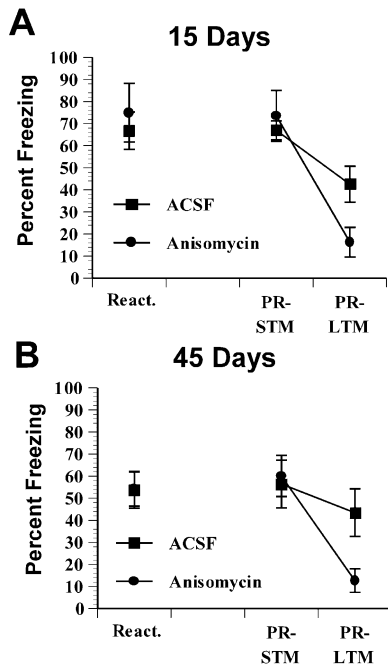 A
15 Days
Percent Freezing
100
90
80
70
60
50
40
30
20
10
0
ACSF
Anisomycin
React.
PR-
STM
PR-
LTM
B
45 Days
Percent Freezing
100
90
80
70
60
50
40
30
20
10
0
ACSF
Anisomycin
React.
PR-
STM
PR-
LTM